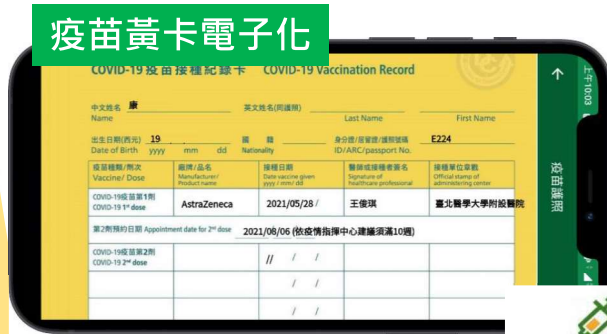 疫苗黃卡電子化
COVID-19 疫苗接種紀錄卡 COVID-19 Vaccination Record
中文姓名 康 英文姓名(同護照)
Name Last Name First Name
出生日期(西元) 19 國 籍 身分證/居留證/護照號碼 E224
Date of Birth yyyy mm dd Nationality ID/ARC/passport No.
疫苗種類/劑次 廠牌/品名 接種日期 醫師或接種者簽名 接種單位章戳
Vaccine/ Dose Manufacturer/ Date vaccine given Signature of Official stamp of
Product name yyyy / mm/ dd healthcare professional administering center
COVID-19疫苗第1劑
COVID-19 1st dose AstraZeneca 2021/05/28 / 王俊琪 臺北醫學大學附設醫院
第2劑預約日期 Appointment date for 2nd dose 2021/08/06 (依疫情指揮中心建議須滿10週)
COVID-19疫苗第2劑
COVID-19 2nd dose // / /
/ /
/ /
疫苗護照
上午10:03